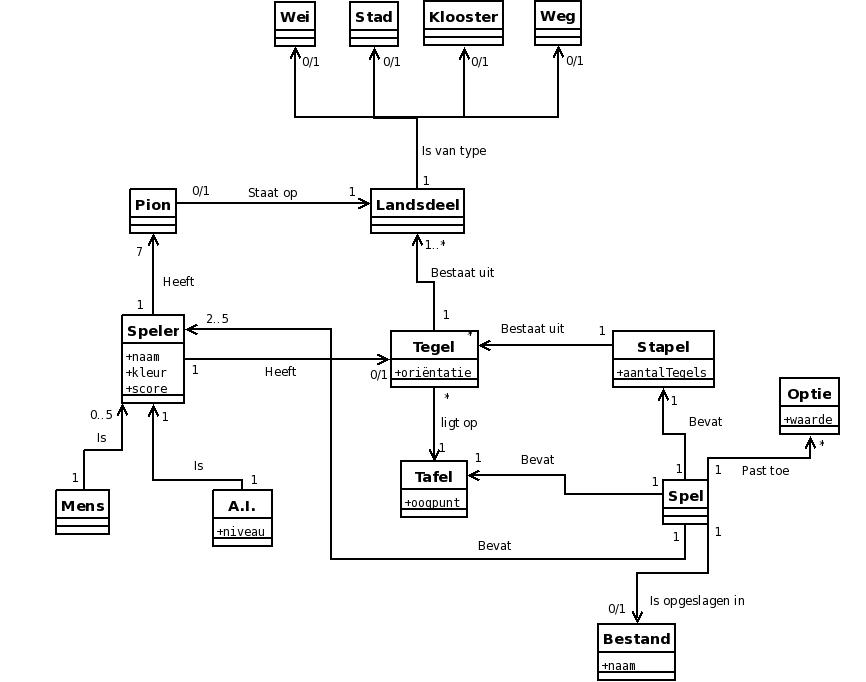 Wei Stad Klooster Weg
0/1 0/1 0/1 0/1
Is van type
1
Pion
0/1 Staat op 1
Landsdeel
7
1..*
Heeft
Bestaat uit
1
1
Speler
+naam
+kleur
+score
2..5
1
Heeft
0/1
Tegel
+oriëntatie
*
Bestaat uit
1
Stapel
+aantalTegels
Optie
+waarde
*
0..5
Is
1
1
Is
1
*
ligt op
1
1
Bevat
1
Bevat
1
1
Past toe
Mens
A.I.
+niveau
Tafel
+oogpunt
1
Spel
Bevat
1
1
Is opgeslagen in
0/1
Bestand
+naam